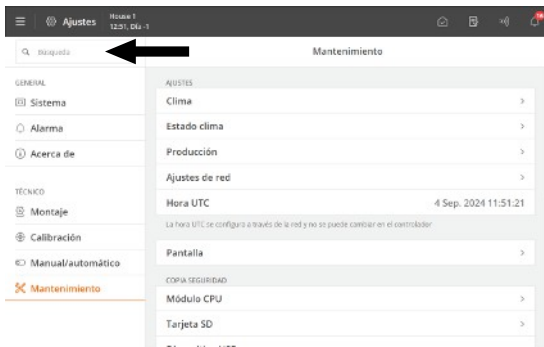 Ajustes
House 1
12:51, Día -1
Búsqueda
Mantenimiento
GENERAL
Sistema
Alarma
Acerca de
TÉCNICO
Montaje
Calibración
Manual/automático
Mantenimiento
AJUSTES
Clima
Estado clima
Producción
Ajustes de red
Hora UTC 4 Sep. 2024 11:51:21
La hora UTC se configura a través de la red y no se puede cambiar en el controlador
Pantalla
COPIA SEGURIDAD
Módulo CPU
Tarjeta SD